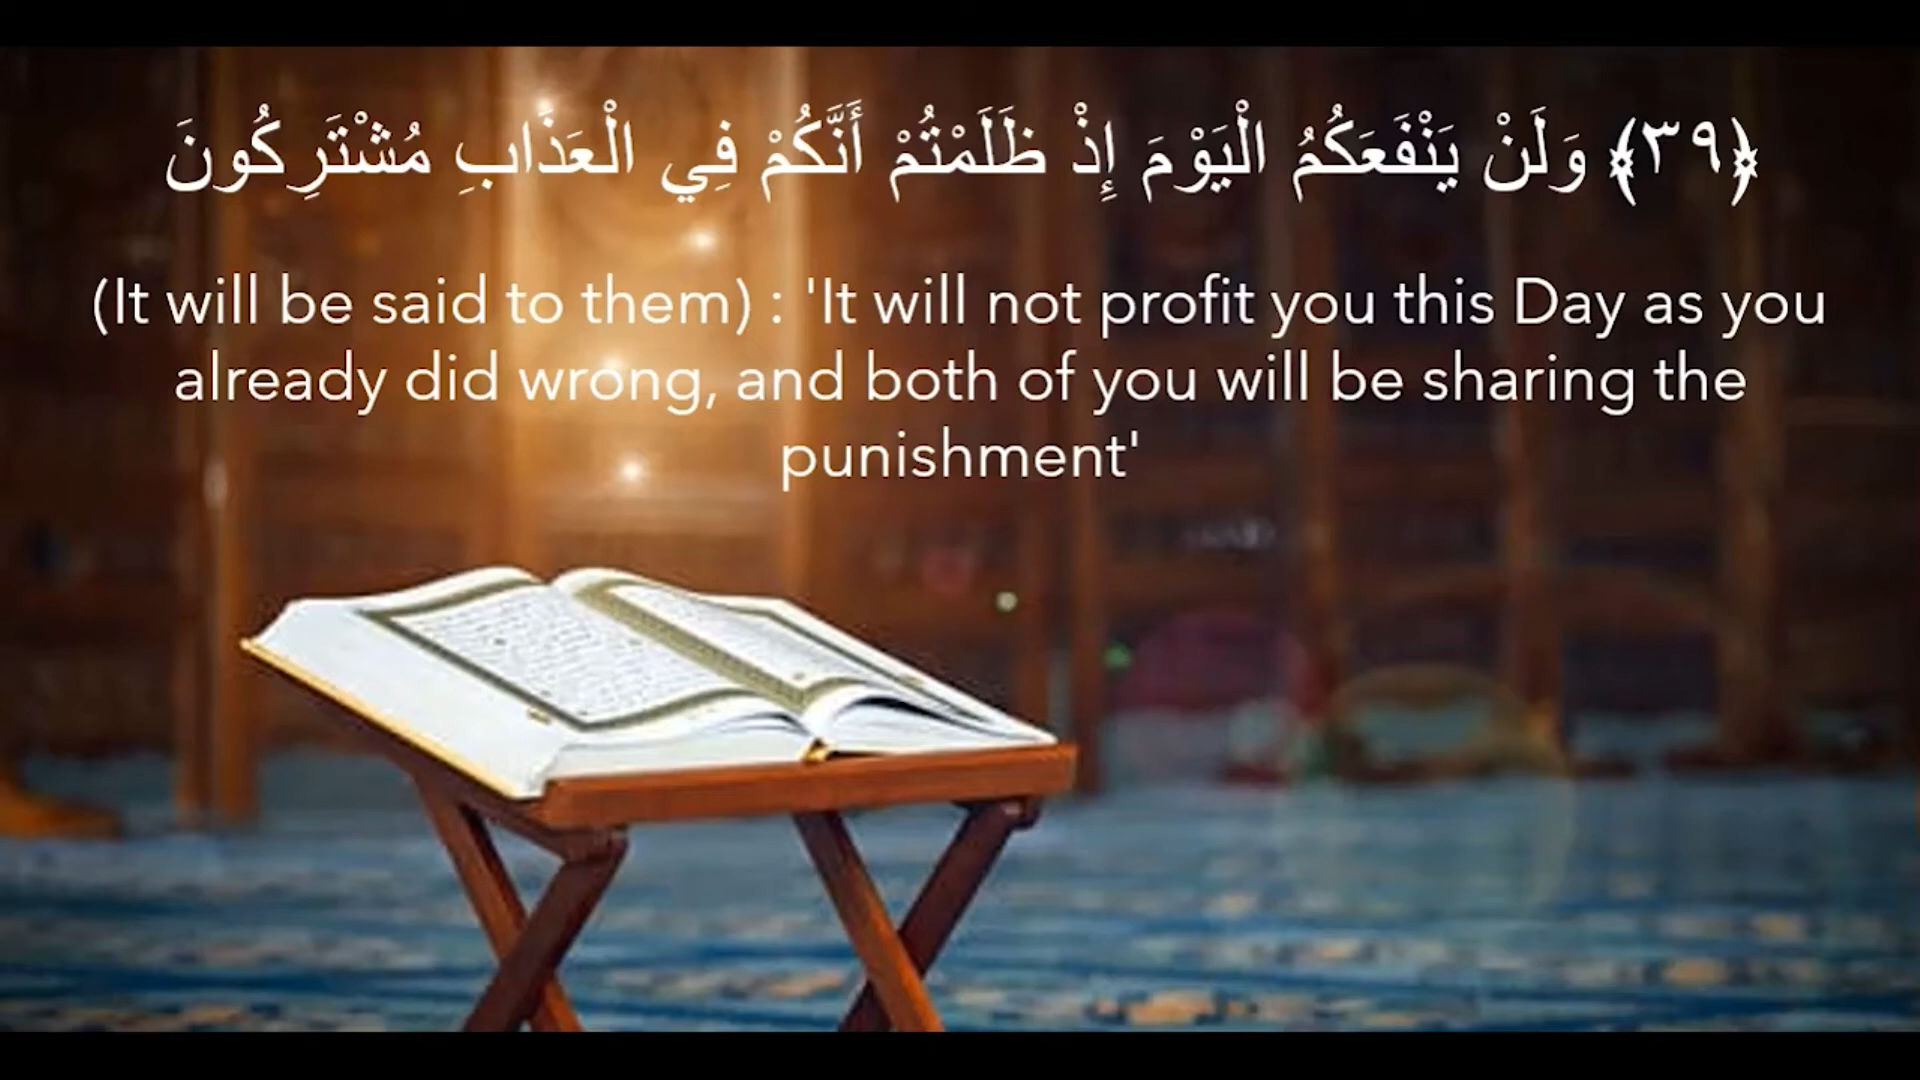 ﴿٣٩﴾ وَلَنْ يَنْفَعَكُمُ الْيَوْمَ إِذْ ظَلَمْتُمْ أَنَّكُمْ فِي الْعَذَابِ مُشْتَرِكُونَ
(It will be said to them) : 'It will not profit you this Day as you
already did wrong, and both of you will be sharing the
punishment'